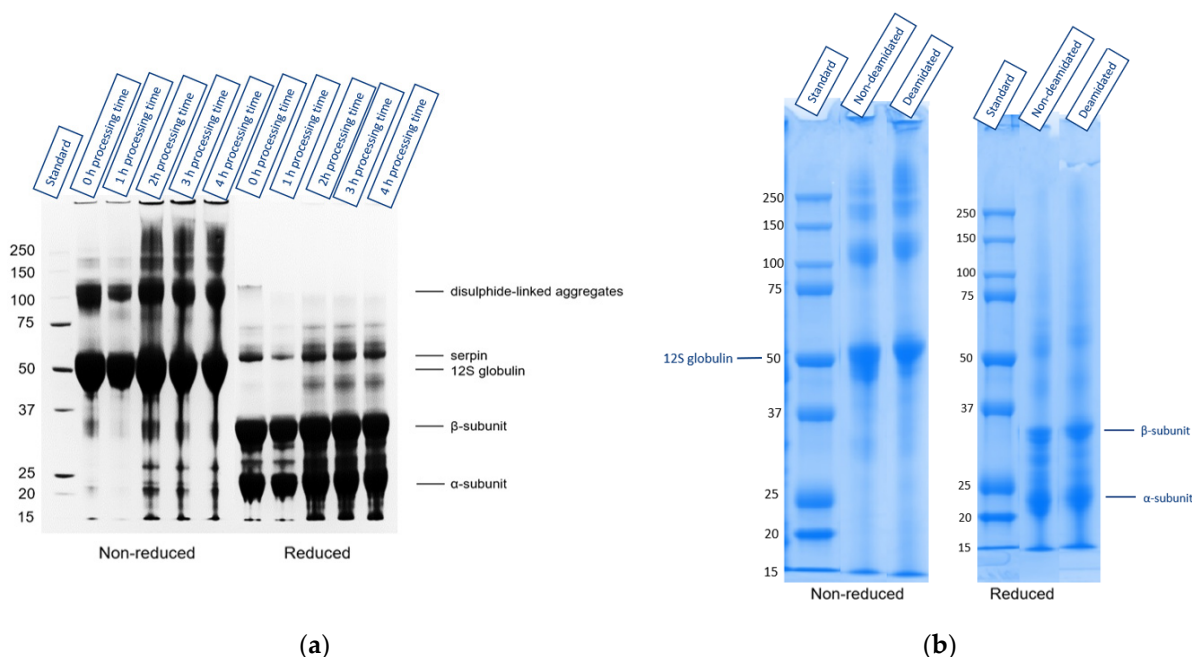 Standard
0 h processing time
1 h processing time
2h processing time
3 h processing time
4 h processing time
0 h processing time
1 h processing time
2h processing time
3 h processing time
4 h processing time
250
150
100
75
50
37
25
20
15
disulphide-linked aggregates
serpin
12S globulin
β-subunit
α-subunit
Non-reduced
Reduced
(a)
Standard
Non-deamidated
Deamidated
250
150
100
75
12S globulin
50
37
25
20
15
Non-reduced
Standard
Non-deamidated
Deamidated
250
150
100
75
50
37
β-subunit
25
α-subunit
20
15
Reduced
(b)